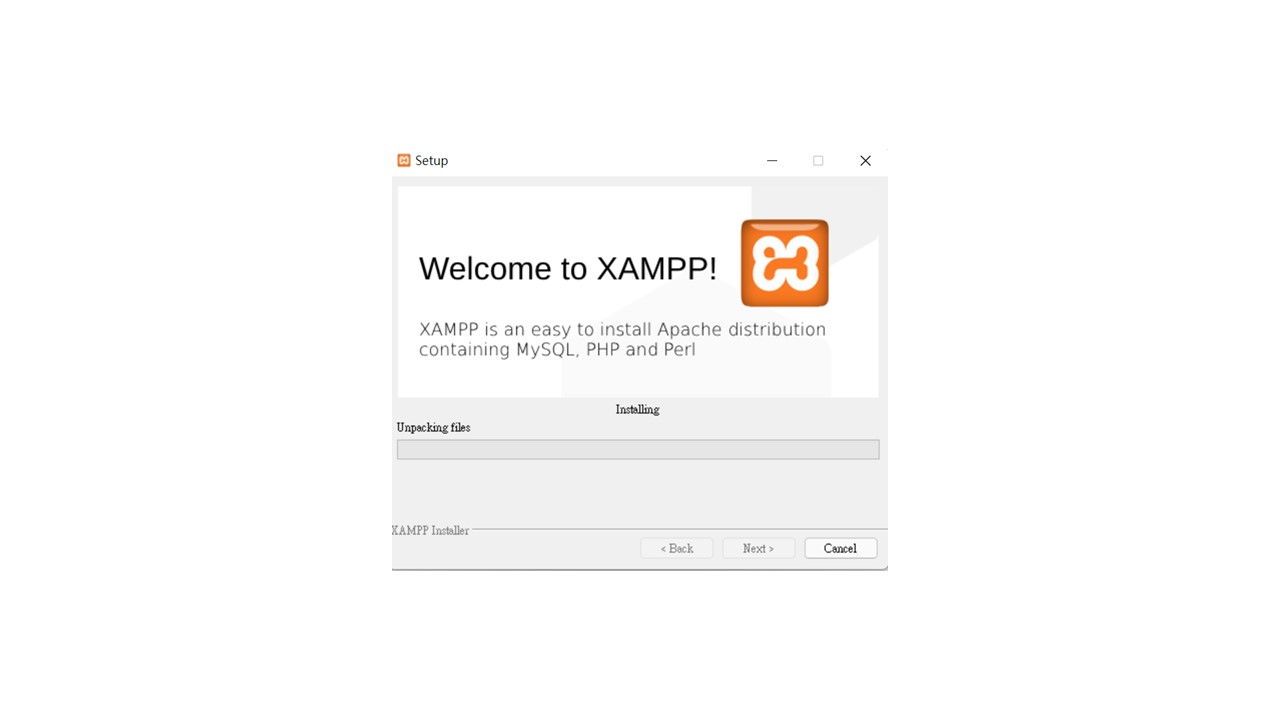 Setup
Welcome to XAMPP!
XAMPP is an easy to install Apache distribution
containing MySQL, PHP and Perl
Installing
Unpacking files
XAMPP Installer
< Back
Next >
Cancel